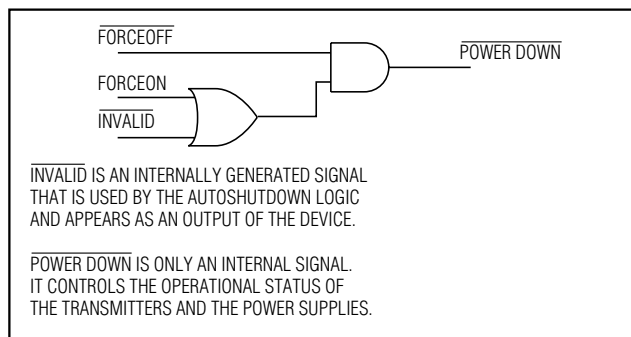 FORCEOFF
POWER DOWN
FORCEON
INVALID
INVALID IS AN INTERNALLY GENERATED SIGNAL
THAT IS USED BY THE AUTOSHUTDOWN LOGIC
AND APPEARS AS AN OUTPUT OF THE DEVICE.
POWER DOWN IS ONLY AN INTERNAL SIGNAL.
IT CONTROLS THE OPERATIONAL STATUS OF
THE TRANSMITTERS AND THE POWER SUPPLIES.